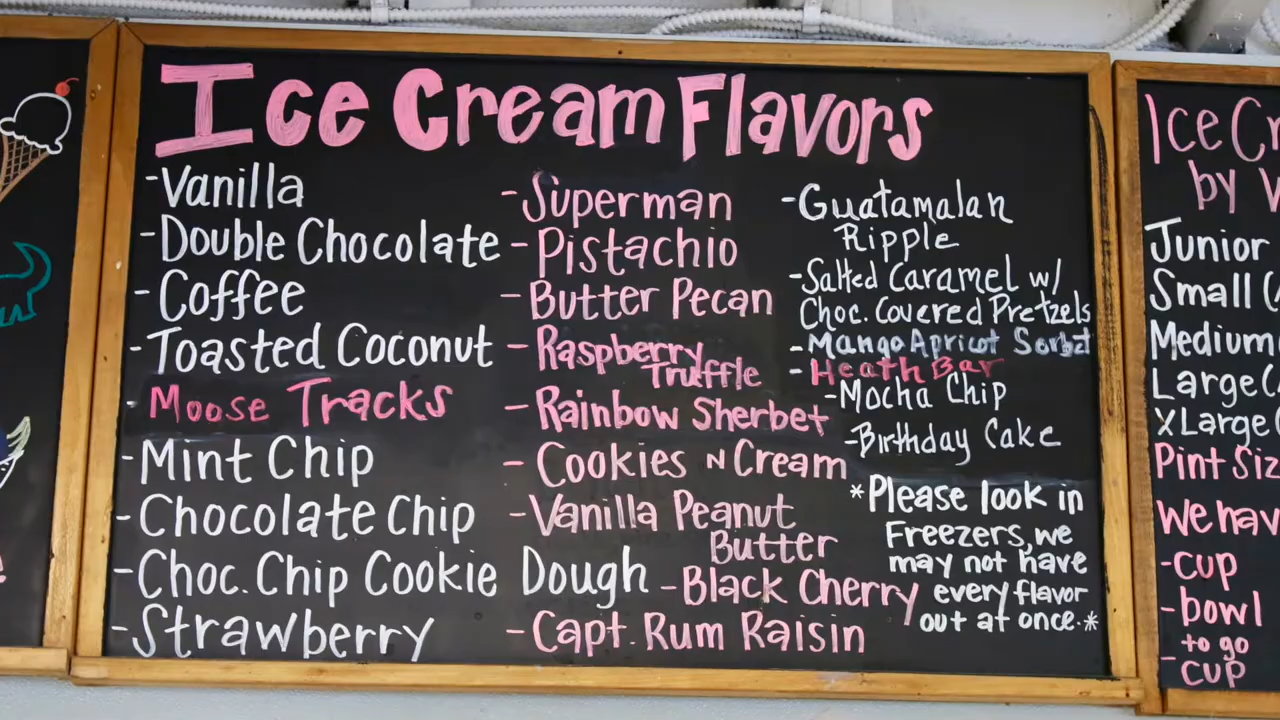 Ice Cream Flavors
-Vanilla
-Double Chocolate
-Coffee
-Toasted Coconut
- Moose Tracks
-Mint Chip
-Chocolate Chip
-Choc. Chip Cookie Dough
-Strawberry
-Superman
-Pistachio
-Butter Pecan
-Raspberry
Truffle
-Rainbow Sherbet
-Cookies N Cream
-Vanilla Peanut
Butter
-Black Cherry
-Capt. Rum Raisin
-Guatamalan
Ripple
-Salted Caramel w/
Choc. Covered Pretzels
-Mango Apricot Sorbet
-Heath Bar
-Mocha Chip
-Birthday Cake
*Please look in
Freezers, we
may not have
every flavor
out at once.*
Ice
by
Junior
Small
Medium
Large
XLarge
Pint
We
-cup
-bowl
-to go
cup